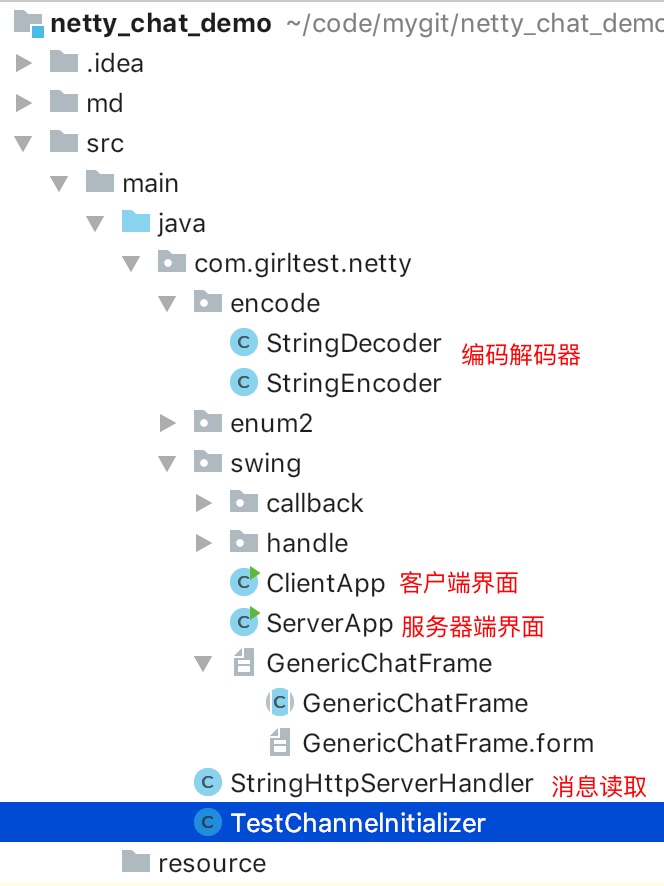 netty_chat_demo ~/code/mygit/netty_chat_demo
.idea
md
src
main
java
com.girltest.netty
encode
StringDecoder
编码解码器
StringEncoder
enum2
swing
callback
handle
ClientApp 客户端界面
ServerApp 服务器端界面
GenericChatFrame
GenericChatFrame
GenericChatFrame.form
StringHttpServerHandler 消息读取
TestChannelnitializer
resource